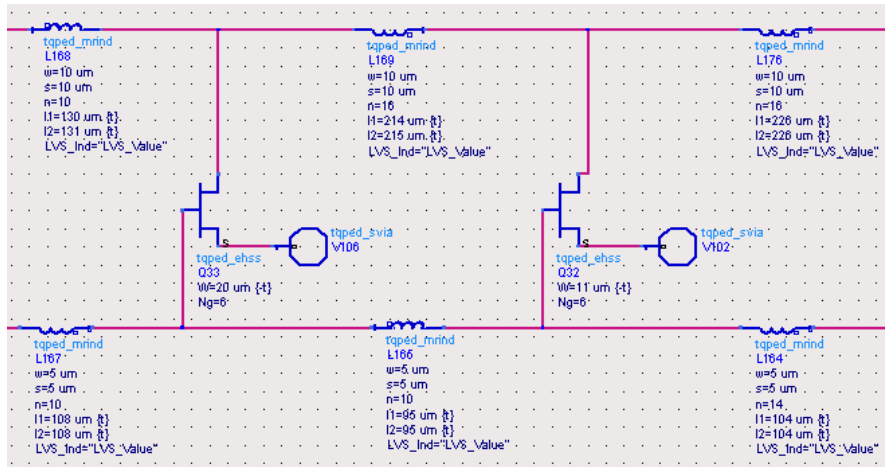 tqped_mrind
L168
w=10 um
s=10 um
n=10
l1=130 um {t}
l2=131 um {t}
LVS_Ind="LVS_Value"
tqped_mrind
L169
w=10 um
s=10 um
n=16
l1=214 um {t}
l2=215 um {t}
LVS_Ind="LVS_Value"
tqped_mrind
L176
w=10 um
s=10 um
n=16
l1=226 um {t}
l2=226 um {t}
LVS_Ind="LVS_Value"
S
tqped_svia
V106
tqped_ehss
Q33
W=20 um {-t}
Ng=6
S
tqped_svia
V102
tqped_ehss
Q32
W=11 um {-t}
Ng=6
tqped_mrind
L167
w=5 um
s=5 um
n=10
l1=108 um {t}
l2=108 um {t}
LVS_Ind="LVS_Value"
tqped_mrind
L166
w=5 um
s=5 um
n=10
l1=95 um {t}
l2=95 um {t}
LVS_Ind="LVS_Value"
tqped_mrind
L164
w=5 um
s=5 um
n=14
l1=104 um {t}
l2=104 um {t}
LVS_Ind="LVS_Value"